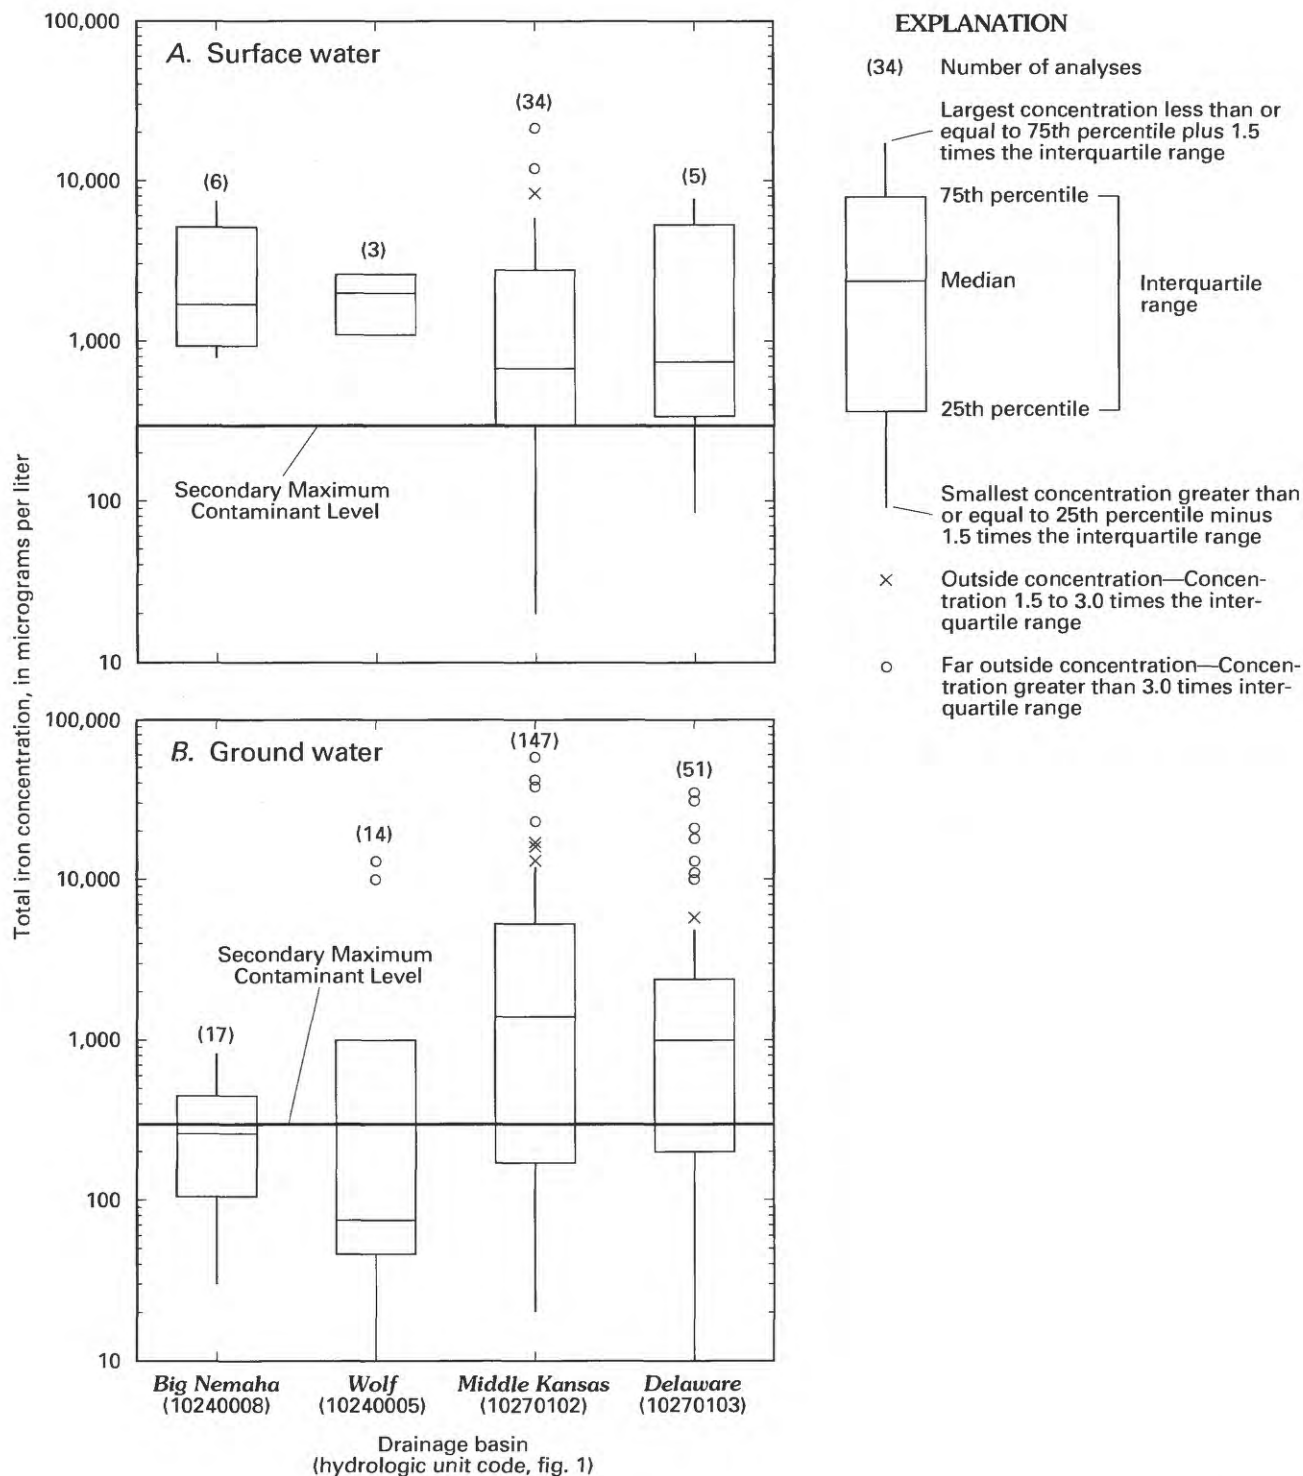 Total iron concentration, in micrograms per liter
A. Surface water
100,000
10,000
1,000
100
10
(6)
(3)
(34)
(5)
Secondary Maximum
Contaminant Level
B. Ground water
100,000
10,000
1,000
100
10
(17)
(14)
(147)
(51)
Secondary Maximum
Contaminant Level
Big Nemaha
(10240008)
Wolf
(10240005)
Middle Kansas
(10270102)
Delaware
(10270103)
Drainage basin
(hydrologic unit code, fig. 1)
EXPLANATION
(34) Number of analyses
Largest concentration less than or
equal to 75th percentile plus 1.5
times the interquartile range
75th percentile
Median
Interquartile
range
25th percentile
Smallest concentration greater than
or equal to 25th percentile minus
1.5 times the interquartile range
× Outside concentration—Concen-
tration 1.5 to 3.0 times the inter-
quartile range
○ Far outside concentration—Concen-
tration greater than 3.0 times inter-
quartile range